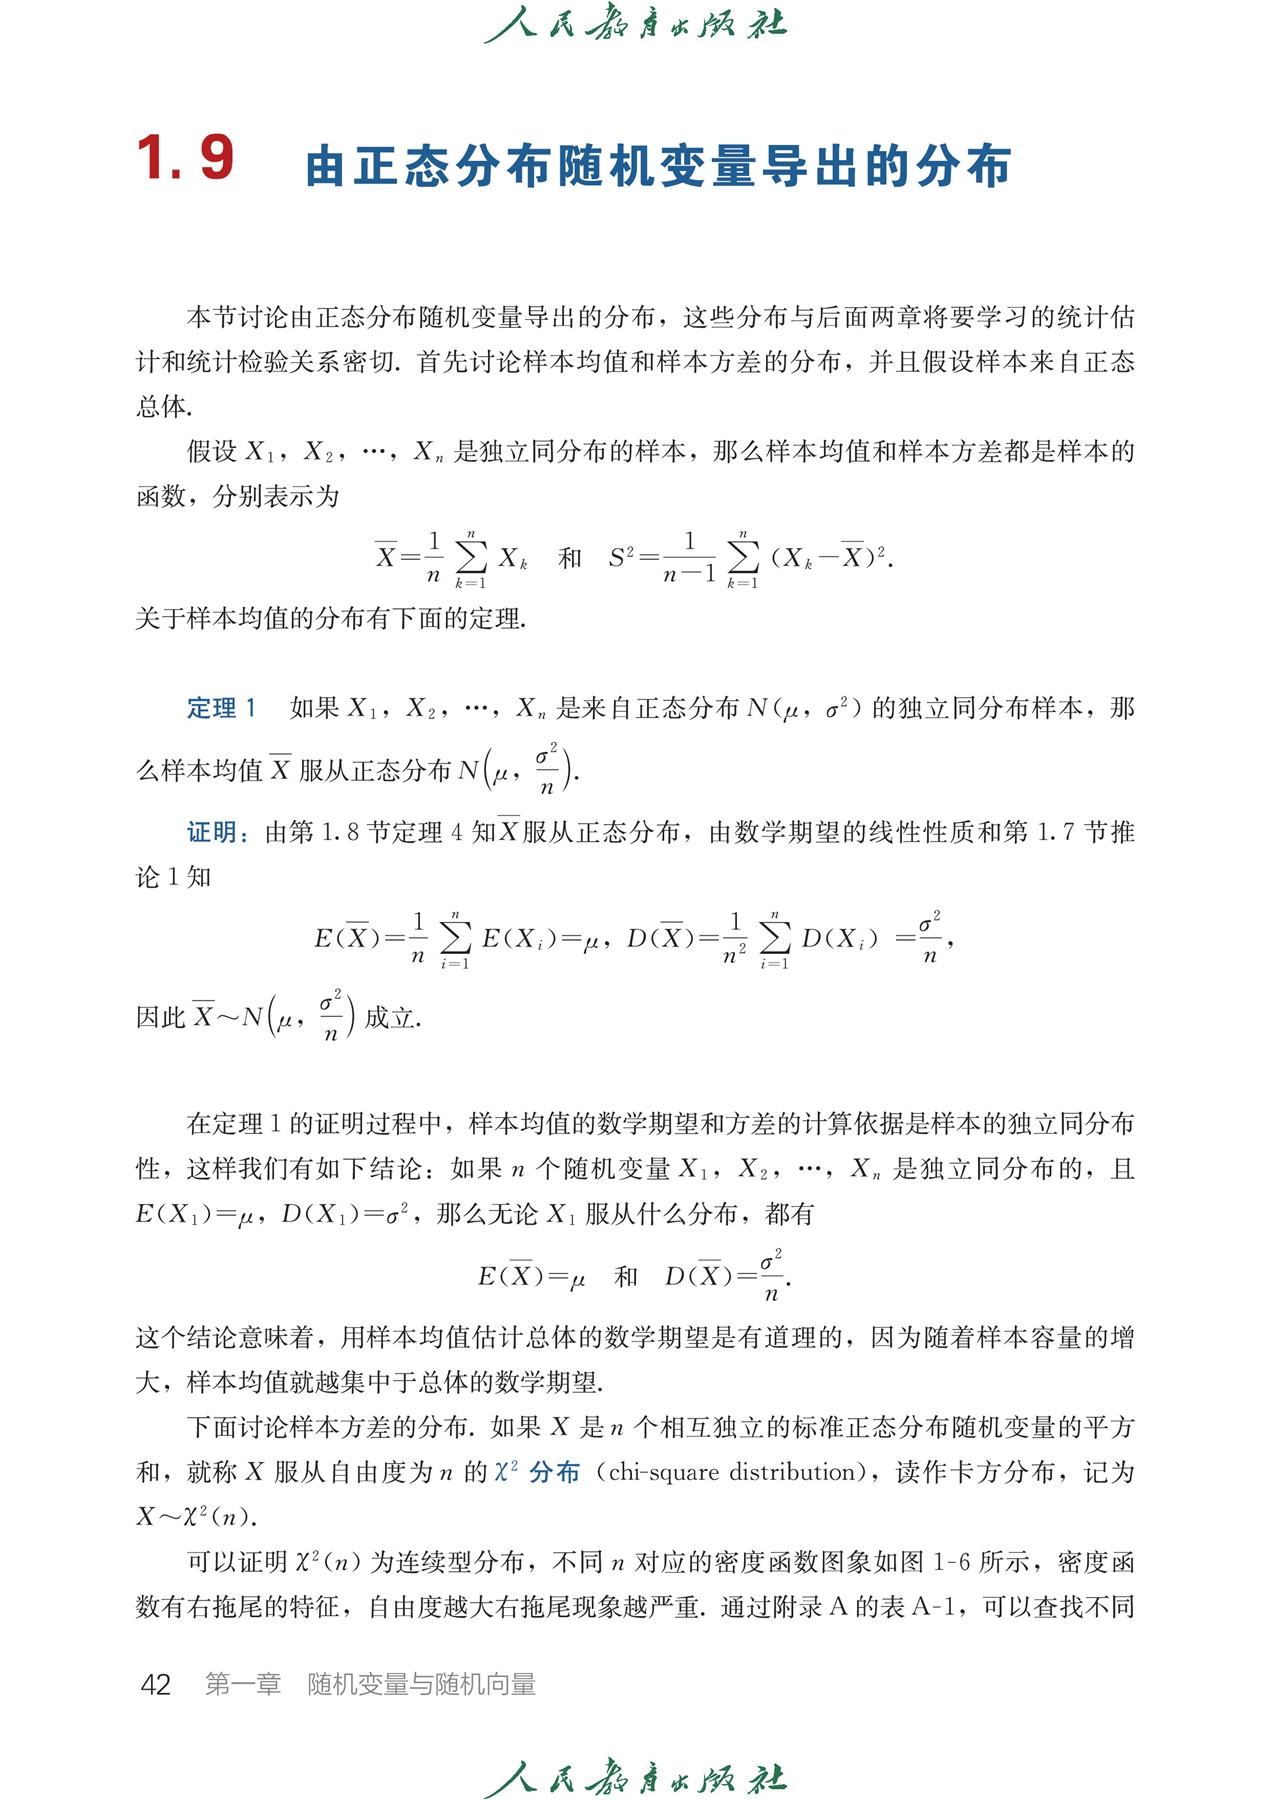 人民教育出版社
1.9 由正态分布随机变量导出的分布
本节讨论由正态分布随机变量导出的分布，这些分布与后面两章将要学习的统计估
计和统计检验关系密切. 首先讨论样本均值和样本方差的分布，并且假设样本来自正态
总体.
假设 X₁，X₂，…，Xₙ 是独立同分布的样本，那么样本均值和样本方差都是样本的
函数，分别表示为
$\overline{X}=\frac{1}{n}\sum_{k=1}^{n}X_k$ 和 $S^2=\frac{1}{n-1}\sum_{k=1}^{n}(X_k-\overline{X})^2$.
关于样本均值的分布有下面的定理.
定理 1 如果 X₁，X₂，…，Xₙ 是来自正态分布 N(μ，σ²) 的独立同分布样本，那
么样本均值 $\overline{X}$ 服从正态分布 $N\left(\mu，\frac{\sigma^2}{n}\right)$.
证明：由第 1.8 节定理 4 知$\overline{X}$服从正态分布，由数学期望的线性性质和第 1.7 节推
论 1 知
$E(\overline{X})=\frac{1}{n}\sum_{i=1}^{n}E(X_i)=\mu，D(\overline{X})=\frac{1}{n^2}\sum_{i=1}^{n}D(X_i)=\frac{\sigma^2}{n}$，
因此 $\overline{X}\sim N\left(\mu，\frac{\sigma^2}{n}\right)$ 成立.
在定理 1 的证明过程中，样本均值的数学期望和方差的计算依据是样本的独立同分布
性，这样我们有如下结论：如果 n 个随机变量 X₁，X₂，…，Xₙ 是独立同分布的，且
E(X₁)=μ，D(X₁)=σ²，那么无论 X₁ 服从什么分布，都有
$E(\overline{X})=\mu$ 和 $D(\overline{X})=\frac{\sigma^2}{n}$.
这个结论意味着，用样本均值估计总体的数学期望是有道理的，因为随着样本容量的增
大，样本均值就越集中于总体的数学期望.
下面讨论样本方差的分布. 如果 X 是 n 个相互独立的标准正态分布随机变量的平方
和，就称 X 服从自由度为 n 的 χ² 分布（chi-square distribution），读作卡方分布，记为
X～χ²(n).
可以证明 χ²(n) 为连续型分布，不同 n 对应的密度函数图象如图 1-6 所示，密度函
数有右拖尾的特征，自由度越大右拖尾现象越严重. 通过附录 A 的表 A-1，可以查找不同
42 第一章 随机变量与随机向量
人民教育出版社